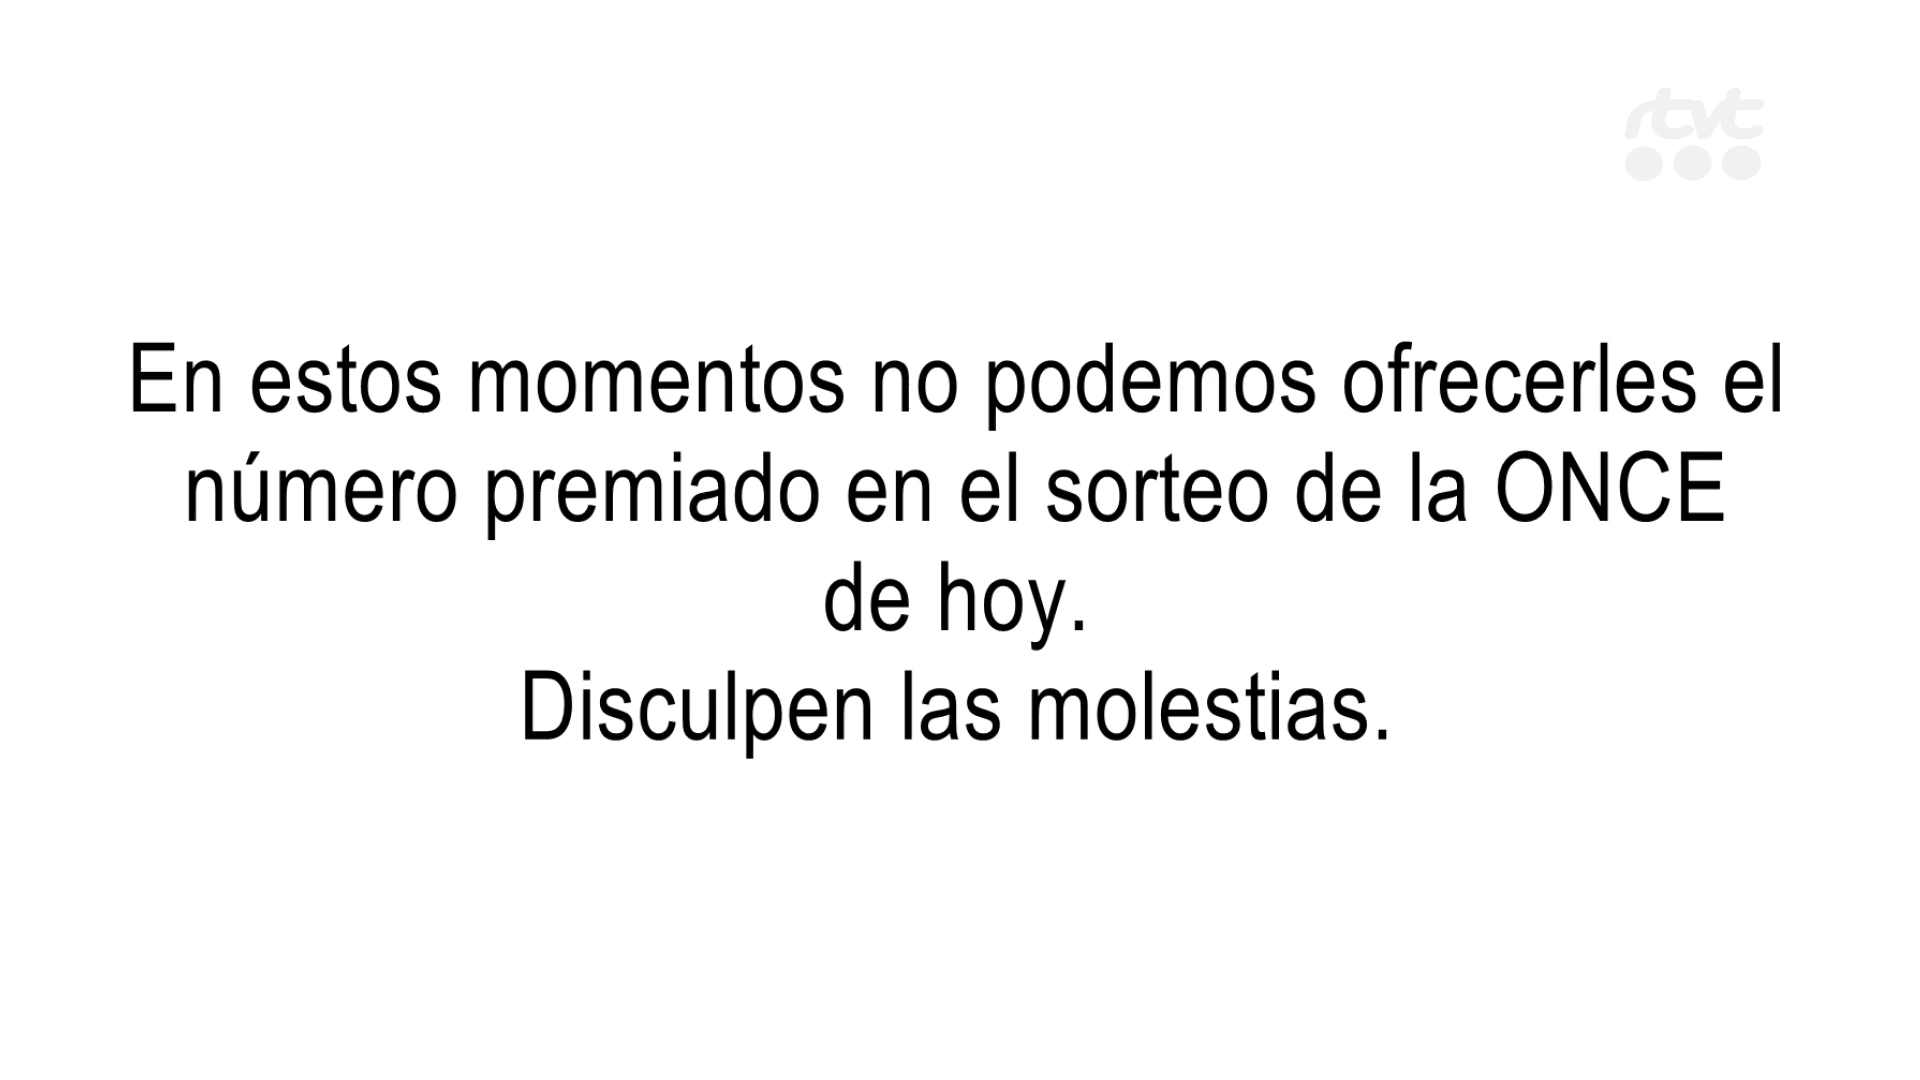 rtvt
En estos momentos no podemos ofrecerles el
número premiado en el sorteo de la ONCE
de hoy.
Disculpen las molestias.